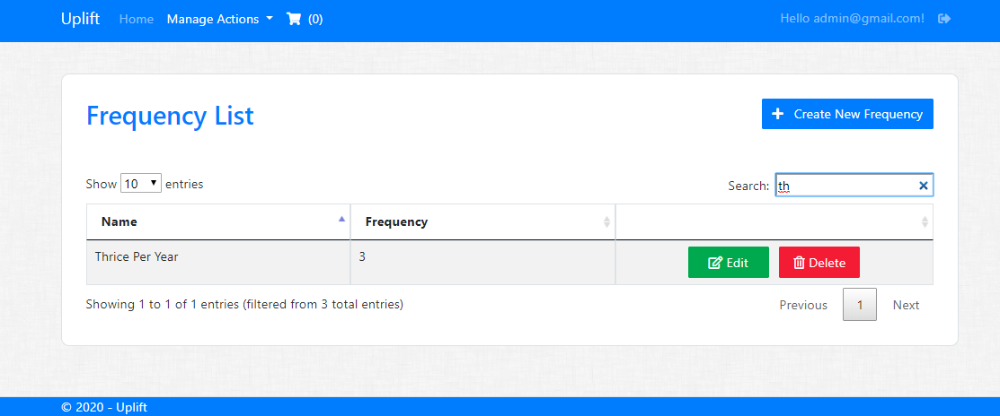 Uplift Home Manage Actions (0) Hello admin@gmail.com!
Frequency List
Create New Frequency
Show 10 entries
Search: th
Name Frequency
Thrice Per Year 3 Edit Delete
Showing 1 to 1 of 1 entries (filtered from 3 total entries)
Previous 1 Next
© 2020 - Uplift